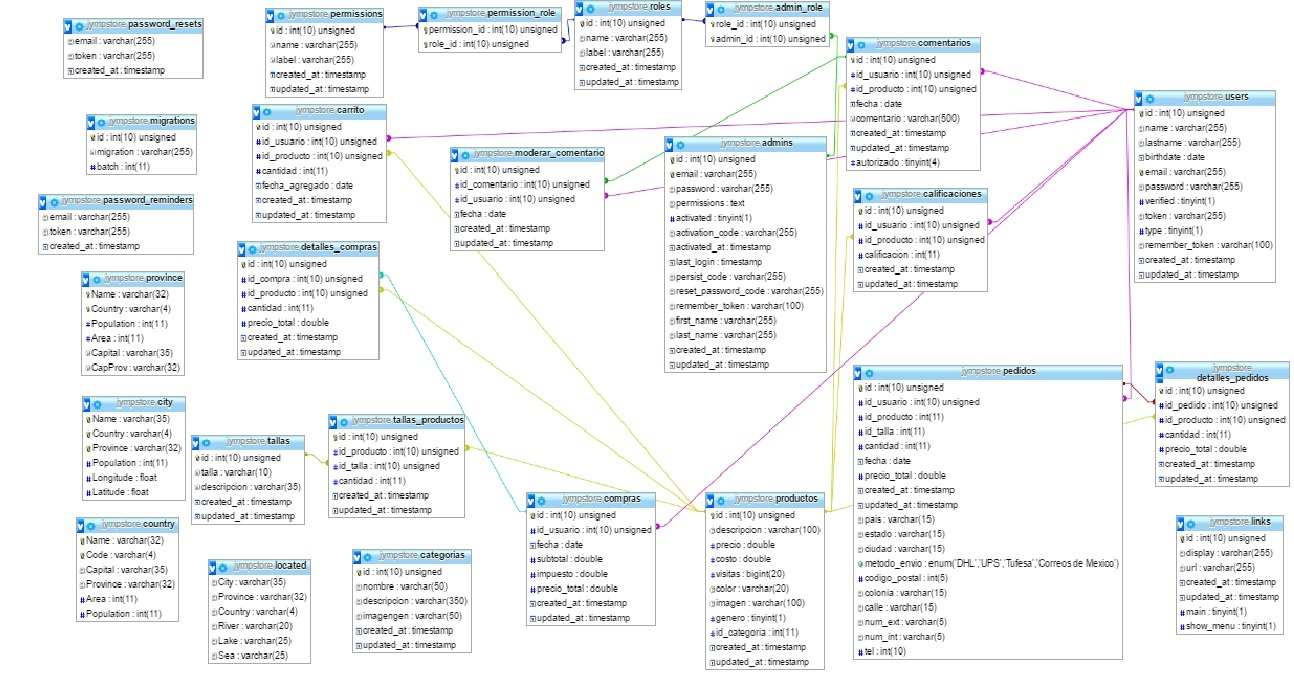 jympstore password_resets
email : varchar(255)
token : varchar(255)
created_at : timestamp
jympstore permissions
id : int(10) unsigned
name : varchar(255)
label : varchar(255)
created_at : timestamp
updated_at : timestamp
jympstore permission_role
permission_id : int(10) unsigned
role_id : int(10) unsigned
jympstore roles
id : int(10) unsigned
name : varchar(255)
label : varchar(255)
created_at : timestamp
updated_at : timestamp
jympstore admin_role
role_id : int(10) unsigned
admin_id : int(10) unsigned
jympstore comentarios
id : int(10) unsigned
id_usuario : int(10) unsigned
id_producto : int(10) unsigned
fecha : date
comentario : varchar(500)
created_at : timestamp
updated_at : timestamp
autorizado : tinyint(4)
jympstore users
id : int(10) unsigned
name : varchar(255)
lastname : varchar(255)
birthdate : date
email : varchar(255)
password : varchar(255)
verified : tinyint(1)
token : varchar(255)
type : tinyint(1)
remember_token : varchar(100)
created_at : timestamp
updated_at : timestamp
jympstore migrations
id : int(10) unsigned
migration : varchar(255)
batch : int(11)
jympstore carrito
id : int(10) unsigned
id_usuario : int(10) unsigned
id_producto : int(10) unsigned
cantidad : int(11)
fecha_agregado : date
created_at : timestamp
updated_at : timestamp
jympstore moderar_comentario
id : int(10) unsigned
id_comentario : int(10) unsigned
id_usuario : int(10) unsigned
fecha : date
created_at : timestamp
updated_at : timestamp
jympstore admins
id : int(10) unsigned
email : varchar(255)
password : varchar(255)
permissions : text
activated : tinyint(1)
activation_code : varchar(255)
activated_at : timestamp
last_login : timestamp
persist_code : varchar(255)
reset_password_code : varchar(255)
remember_token : varchar(100)
first_name : varchar(255)
last_name : varchar(255)
created_at : timestamp
updated_at : timestamp
jympstore calificaciones
id : int(10) unsigned
id_usuario : int(10) unsigned
id_producto : int(10) unsigned
calificacion : int(11)
created_at : timestamp
updated_at : timestamp
jympstore password_reminders
email : varchar(255)
token : varchar(255)
created_at : timestamp
jympstore detalles_compras
id : int(10) unsigned
id_compra : int(10) unsigned
id_producto : int(10) unsigned
cantidad : int(11)
precio_total : double
created_at : timestamp
updated_at : timestamp
jympstore province
Name : varchar(32)
Country : varchar(4)
Population : int(11)
Area : int(11)
Capital : varchar(35)
CapProv : varchar(32)
jympstore pedidos
id : int(10) unsigned
id_usuario : int(10) unsigned
id_producto : int(11)
id_talla : int(11)
cantidad : int(11)
fecha : date
precio_total : double
created_at : timestamp
updated_at : timestamp
pais : varchar(15)
estado : varchar(15)
ciudad : varchar(15)
metodo_envio : enum('DHL','UPS','Tufesa','Correos de Mexico')
codigo_postal : int(5)
colonia : varchar(15)
calle : varchar(15)
num_ext : varchar(5)
num_int : varchar(5)
tel : int(10)
jympstore
detalles_pedidos
id : int(10) unsigned
id_pedido : int(10) unsigned
id_producto : int(10) unsigned
cantidad : int(11)
precio_total : double
created_at : timestamp
updated_at : timestamp
jympstore city
Name : varchar(35)
Country : varchar(4)
Province : varchar(32)
Population : int(11)
Longitude : float
Latitude : float
jympstore tallas
id : int(10) unsigned
talla : varchar(10)
descripcion : varchar(35)
created_at : timestamp
updated_at : timestamp
jympstore tallas_productos
id : int(10) unsigned
id_producto : int(10) unsigned
id_talla : int(10) unsigned
cantidad : int(11)
created_at : timestamp
updated_at : timestamp
jympstore compras
id : int(10) unsigned
id_usuario : int(10) unsigned
fecha : date
subtotal : double
impuesto : double
precio_total : double
created_at : timestamp
updated_at : timestamp
jympstore productos
id : int(10) unsigned
descripcion : varchar(100)
precio : double
costo : double
visitas : bigint(20)
color : varchar(20)
imagen : varchar(100)
genero : tinyint(1)
id_categoria : int(11)
created_at : timestamp
updated_at : timestamp
jympstore country
Name : varchar(32)
Code : varchar(4)
Capital : varchar(35)
Province : varchar(32)
Area : int(11)
Population : int(11)
jympstore located
City : varchar(35)
Province : varchar(32)
Country : varchar(4)
River : varchar(20)
Lake : varchar(25)
Sea : varchar(25)
jympstore categorias
id : int(10) unsigned
nombre : varchar(50)
descripcion : varchar(350)
imagengen : varchar(50)
created_at : timestamp
updated_at : timestamp
jympstore links
id : int(10) unsigned
display : varchar(255)
url : varchar(255)
created_at : timestamp
updated_at : timestamp
main : tinyint(1)
show_menu : tinyint(1)